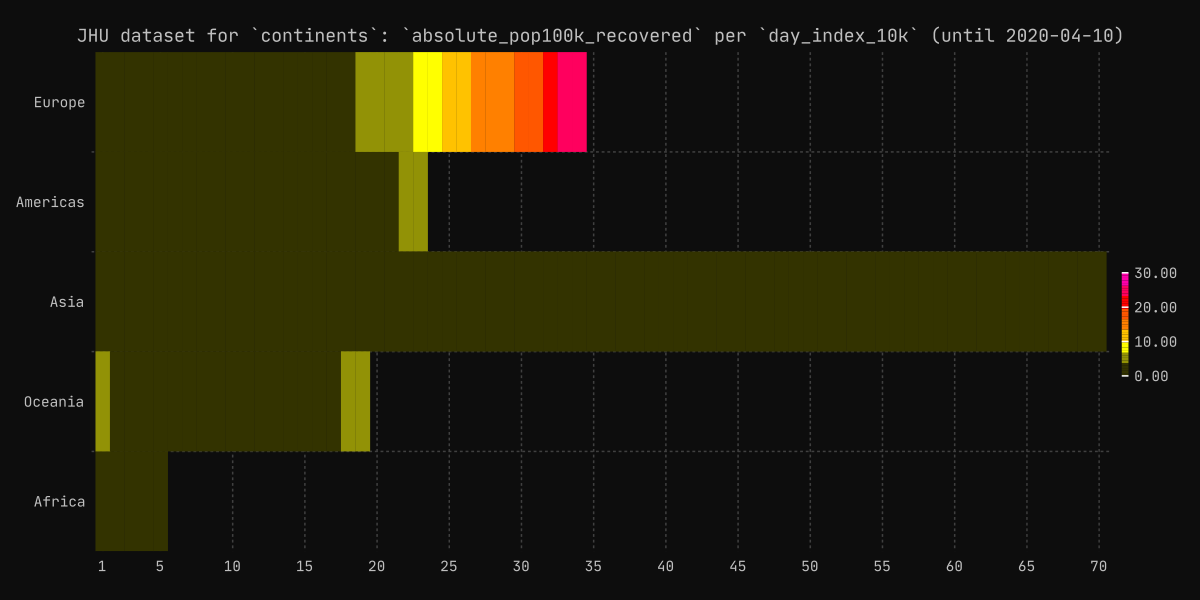 JHU dataset for `continents`: `absolute_pop100k_recovered` per `day_index_10k` (until 2020-04-10)
Europe
Americas
Asia
Oceania
Africa
30.00
20.00
10.00
0.00
1 5 10 15 20 25 30 35 40 45 50 55 60 65 70